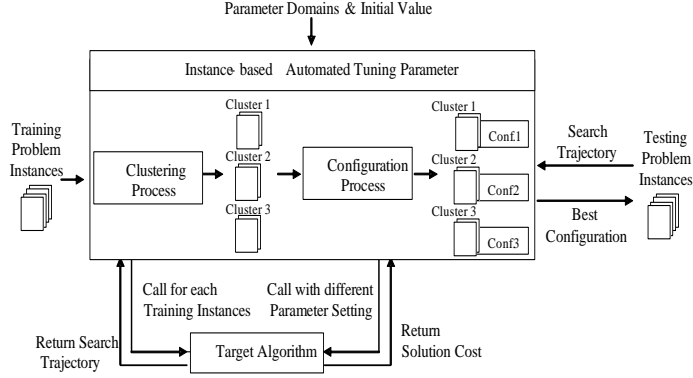 Parameter Domains & Initial Value
Instance- based Automated Tuning Parameter
Training
Problem
Instances
Clustering
Process
Cluster 1
Cluster 2
Cluster 3
Configuration
Process
Cluster 1
Conf.1
Cluster 2
Conf2
Cluster 3
Conf3
Search
Trajectory
Best
Configuration
Testing
Problem
Instances
Call for each
Training Instances
Call with different
Parameter Setting
Return Search
Trajectory
Target Algorithm
Return
Solution Cost